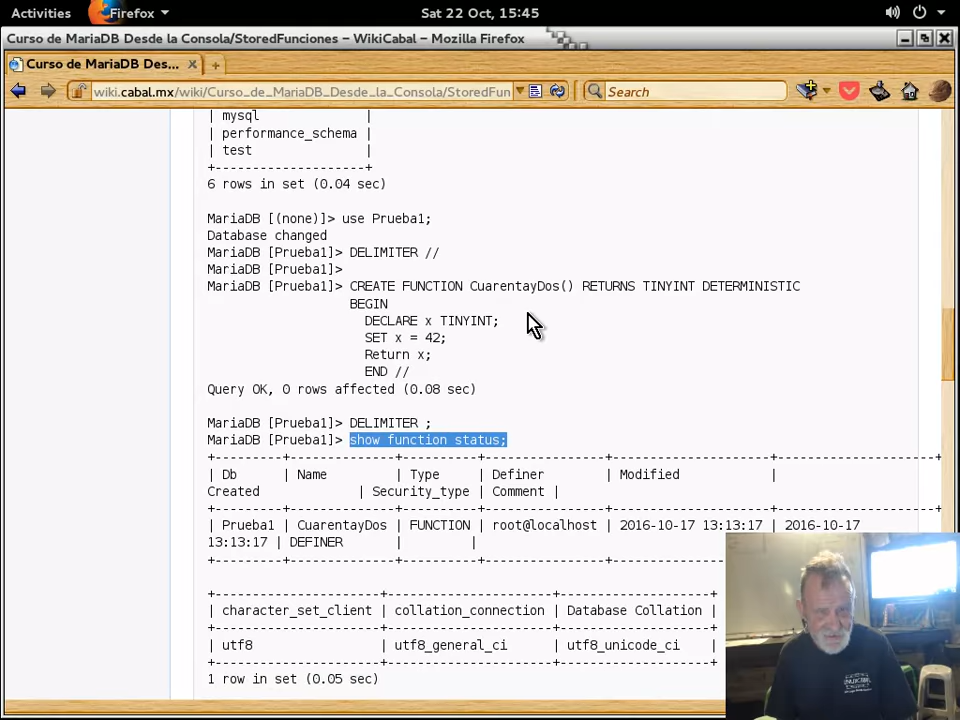 Activities Firefox Sat 22 Oct, 15:45
Curso de MariaDB Desde la Consola/StoredFunciones - WikiCabal - Mozilla Firefox
Curso de MariaDB Des...
wiki.cabal.mx/wiki/Curso_de_MariaDB_Desde_la_Consola/StoredFun Search
| mysql |
| performance_schema |
| test |
+--------------------+
6 rows in set (0.04 sec)
MariaDB [(none)]> use Prueba1;
Database changed
MariaDB [Prueba1]> DELIMITER //
MariaDB [Prueba1]>
MariaDB [Prueba1]> CREATE FUNCTION CuarentayDos() RETURNS TINYINT DETERMINISTIC
BEGIN
DECLARE x TINYINT;
SET x = 42;
Return x;
END //
Query OK, 0 rows affected (0.08 sec)
MariaDB [Prueba1]> DELIMITER ;
MariaDB [Prueba1]> show function status;
+---------+--------------+----------+----------------+---------------------+---------------------+
| Db | Name | Type | Definer | Modified |
Created | Security_type | Comment |
+---------+--------------+----------+----------------+---------------------+---------------------+
| Prueba1 | CuarentayDos | FUNCTION | root@localhost | 2016-10-17 13:13:17 | 2016-10-17
13:13:17 | DEFINER | |
+---------+--------------+----------+----------------+------------
+----------------------+----------------------+--------------------+
| character_set_client | collation_connection | Database Collation |
+----------------------+----------------------+--------------------+
| utf8 | utf8_general_ci | utf8_unicode_ci |
+----------------------+----------------------+--------------------+
1 row in set (0.05 sec)